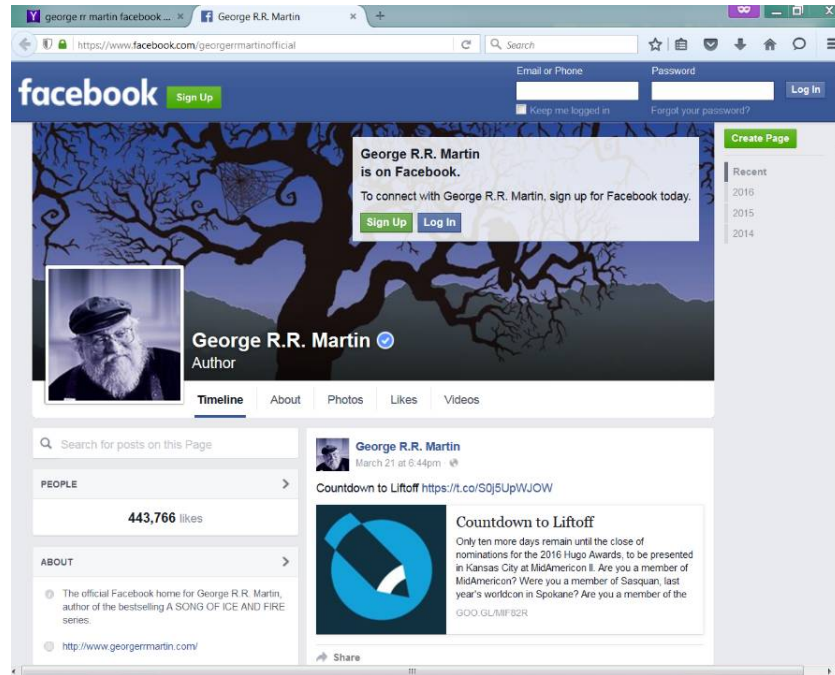 george rr martin facebook ...
George R.R. Martin
https://www.facebook.com/georgerrmartinofficial
Search
facebook
Sign Up
Email or Phone
Password
Keep me logged in
Forgot your password?
Log In
George R.R. Martin
is on Facebook.
To connect with George R.R. Martin, sign up for Facebook today.
Sign Up
Log In
Create Page
Recent
2016
2015
2014
George R.R. Martin
Author
Timeline About Photos Likes Videos
Search for posts on this Page
PEOPLE
443,766 likes
ABOUT
The official Facebook home for George R.R. Martin,
author of the bestselling A SONG OF ICE AND FIRE
series.
http://www.georgerrmartin.com/
George R.R. Martin
March 21 at 6:44pm
Countdown to Liftoff https://t.co/S0j5UpWJOW
Countdown to Liftoff
Only ten more days remain until the close of
nominations for the 2016 Hugo Awards, to be presented
in Kansas City at MidAmericon II. Are you a member of
MidAmericon? Were you a member of Sasquan, last
year's worldcon in Spokane? Are you a member of the
GOO.GL/MIF82R
Share